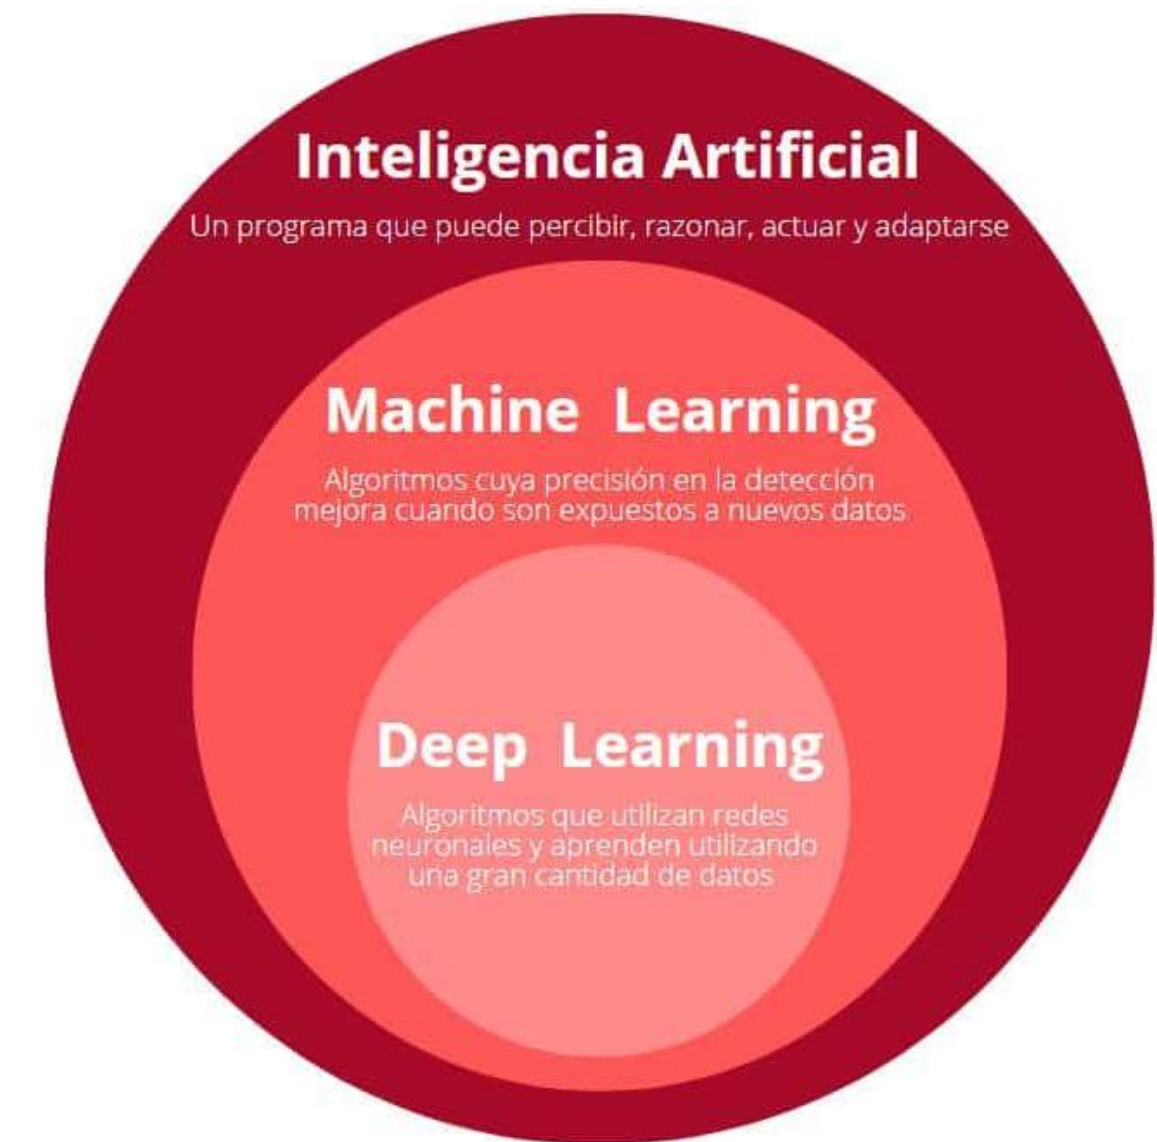 Inteligencia Artificial
Un programa que puede percibir, razonar, actuar y adaptarse
Machine Learning
Algoritmos cuya precisión en la detección
mejora cuando son expuestos a nuevos datos
Deep Learning
Algoritmos que utilizan redes
neuronales y aprenden utilizando
una gran cantidad de datos